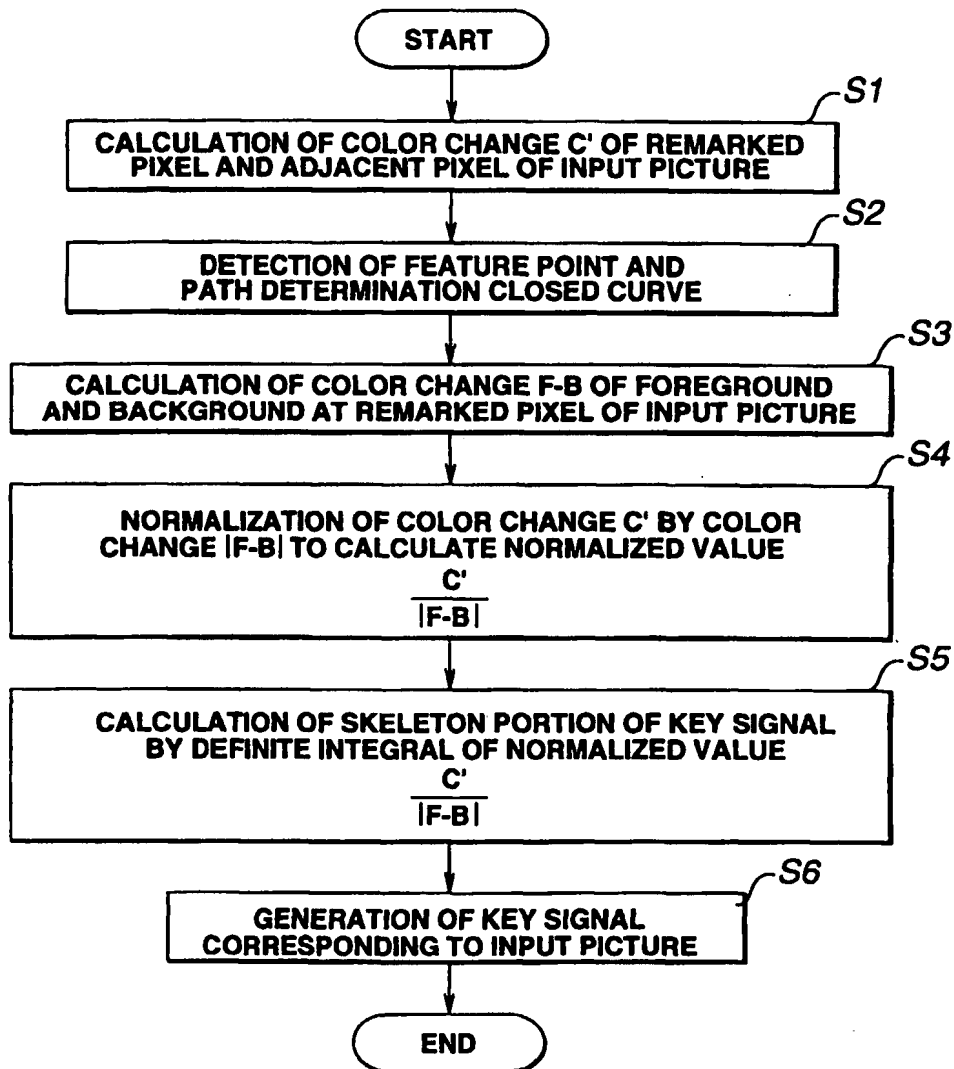 START
S1
CALCULATION OF COLOR CHANGE C' OF REMARKED
PIXEL AND ADJACENT PIXEL OF INPUT PICTURE
S2
DETECTION OF FEATURE POINT AND
PATH DETERMINATION CLOSED CURVE
S3
CALCULATION OF COLOR CHANGE F-B OF FOREGROUND
AND BACKGROUND AT REMARKED PIXEL OF INPUT PICTURE
S4
NORMALIZATION OF COLOR CHANGE C' BY COLOR
CHANGE |F-B| TO CALCULATE NORMALIZED VALUE
C'
|F-B|
S5
CALCULATION OF SKELETON PORTION OF KEY SIGNAL
BY DEFINITE INTEGRAL OF NORMALIZED VALUE
C'
|F-B|
S6
GENERATION OF KEY SIGNAL
CORRESPONDING TO INPUT PICTURE
END